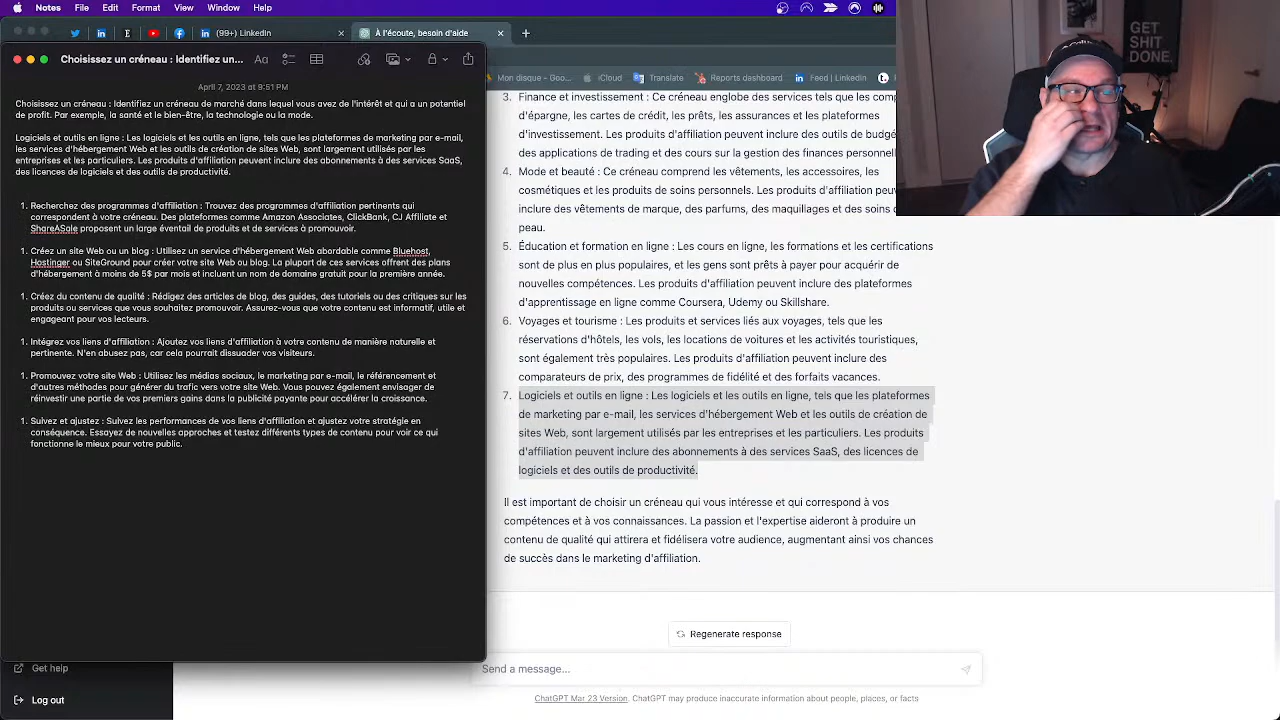 Notes File Edit Format View Window Help
(99+) LinkedIn
À l'écoute, besoin d'aide
Choisissez un créneau : Identifiez un...
Mon disque - Goo...
iCloud
Translate
Reports dashboard
Feed | LinkedIn
GET
SHIT
DONE.
April 7, 2023 at 9:51 PM
Choisissez un créneau : Identifiez un créneau de marché dans lequel vous avez de l'intérêt et qui a un potentiel
de profit. Par exemple, la santé et le bien-être, la technologie ou la mode.
Logiciels et outils en ligne : Les logiciels et les outils en ligne, tels que les plateformes de marketing par e-mail,
les services d'hébergement Web et les outils de création de sites Web, sont largement utilisés par les
entreprises et les particuliers. Les produits d'affiliation peuvent inclure des abonnements à des services SaaS,
des licences de logiciels et des outils de productivité.
1. Recherchez des programmes d'affiliation : Trouvez des programmes d'affiliation pertinents qui
correspondent à votre créneau. Des plateformes comme Amazon Associates, ClickBank, CJ Affiliate et
ShareASale proposent un large éventail de produits et de services à promouvoir.
1. Créez un site Web ou un blog : Utilisez un service d'hébergement Web abordable comme Bluehost,
Hostinger ou SiteGround pour créer votre site Web ou blog. La plupart de ces services offrent des plans
d'hébergement à moins de 5$ par mois et incluent un nom de domaine gratuit pour la première année.
1. Créez du contenu de qualité : Rédigez des articles de blog, des guides, des tutoriels ou des critiques sur les
produits ou services que vous souhaitez promouvoir. Assurez-vous que votre contenu est informatif, utile et
engageant pour vos lecteurs.
1. Intégrez vos liens d'affiliation : Ajoutez vos liens d'affiliation à votre contenu de manière naturelle et
pertinente. N'en abusez pas, car cela pourrait dissuader vos visiteurs.
1. Promouvez votre site Web : Utilisez les médias sociaux, le marketing par e-mail, le référencement et
d'autres méthodes pour générer du trafic vers votre site Web. Vous pouvez également envisager de
réinvestir une partie de vos premiers gains dans la publicité payante pour accélérer la croissance.
1. Suivez et ajustez : Suivez les performances de vos liens d'affiliation et ajustez votre stratégie en
conséquence. Essayez de nouvelles approches et testez différents types de contenu pour voir ce qui
fonctionne le mieux pour votre public.
3. Finance et investissement : Ce créneau englobe des services tels que les comp
d'épargne, les cartes de crédit, les prêts, les assurances et les plateformes
d'investissement. Les produits d'affiliation peuvent inclure des outils de budgé
des applications de trading et des cours sur la gestion des finances personnell
4. Mode et beauté : Ce créneau comprend les vêtements, les accessoires, les
cosmétiques et les produits de soins personnels. Les produits d'affiliation peuv
inclure des vêtements de marque, des parfums, des maquillages et des soins d
peau.
5. Éducation et formation en ligne : Les cours en ligne, les formations et les certifications
sont de plus en plus populaires, et les gens sont prêts à payer pour acquérir de
nouvelles compétences. Les produits d'affiliation peuvent inclure des plateformes
d'apprentissage en ligne comme Coursera, Udemy ou Skillshare.
6. Voyages et tourisme : Les produits et services liés aux voyages, tels que les
réservations d'hôtels, les vols, les locations de voitures et les activités touristiques,
sont également très populaires. Les produits d'affiliation peuvent inclure des
comparateurs de prix, des programmes de fidélité et des forfaits vacances.
7. Logiciels et outils en ligne : Les logiciels et les outils en ligne, tels que les plateformes
de marketing par e-mail, les services d'hébergement Web et les outils de création de
sites Web, sont largement utilisés par les entreprises et les particuliers. Les produits
d'affiliation peuvent inclure des abonnements à des services SaaS, des licences de
logiciels et des outils de productivité.
Il est important de choisir un créneau qui vous intéresse et qui correspond à vos
compétences et à vos connaissances. La passion et l'expertise aideront à produire un
contenu de qualité qui attirera et fidélisera votre audience, augmentant ainsi vos chances
de succès dans le marketing d'affiliation.
Regenerate response
Send a message...
ChatGPT Mar 23 Version. ChatGPT may produce inaccurate information about people, places, or facts
Get help
Log out